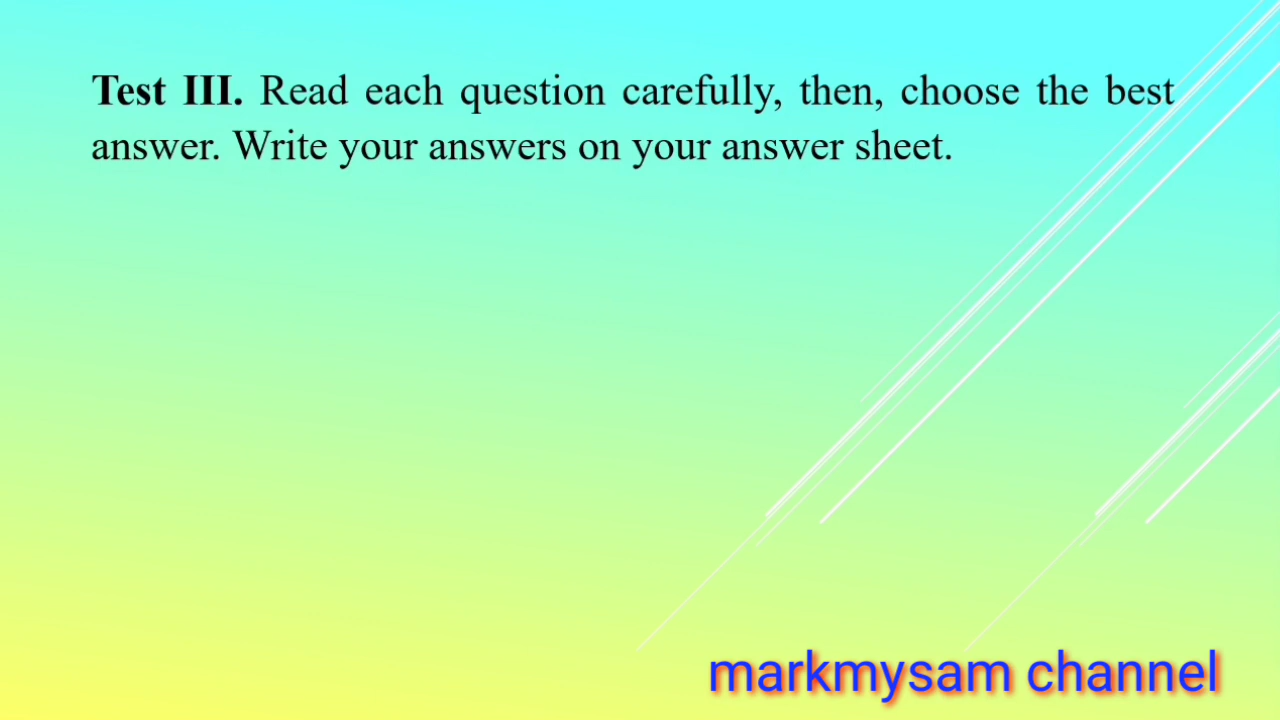 Test III. Read each question carefully, then, choose the best
answer. Write your answers on your answer sheet.
markmysam channel